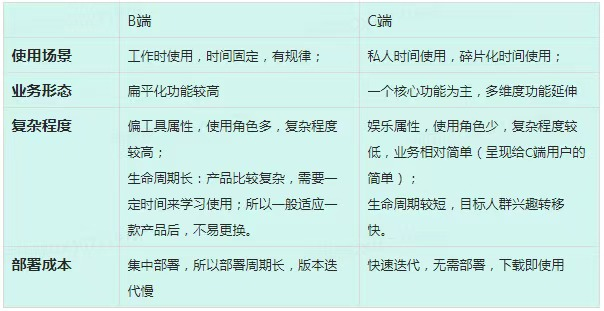 B端 C端
使用场景 工作时使用，时间固定，有规律； 私人时间使用，碎片化时间使用；
业务形态 扁平化功能较高 一个核心功能为主，多维度功能延伸
复杂程度 偏工具属性，使用角色多，复杂程度 娱乐属性，使用角色少，复杂程度较
较高； 低，业务相对简单（呈现给C端用户的
生命周期长：产品比较复杂，需要一 简单）；
定时间来学习使用；所以一般适应一 生命周期较短，目标人群兴趣转移
款产品后，不易更换。 快。
部署成本 集中部署，所以部署周期长，版本迭 快速迭代，无需部署，下载即使用
代慢